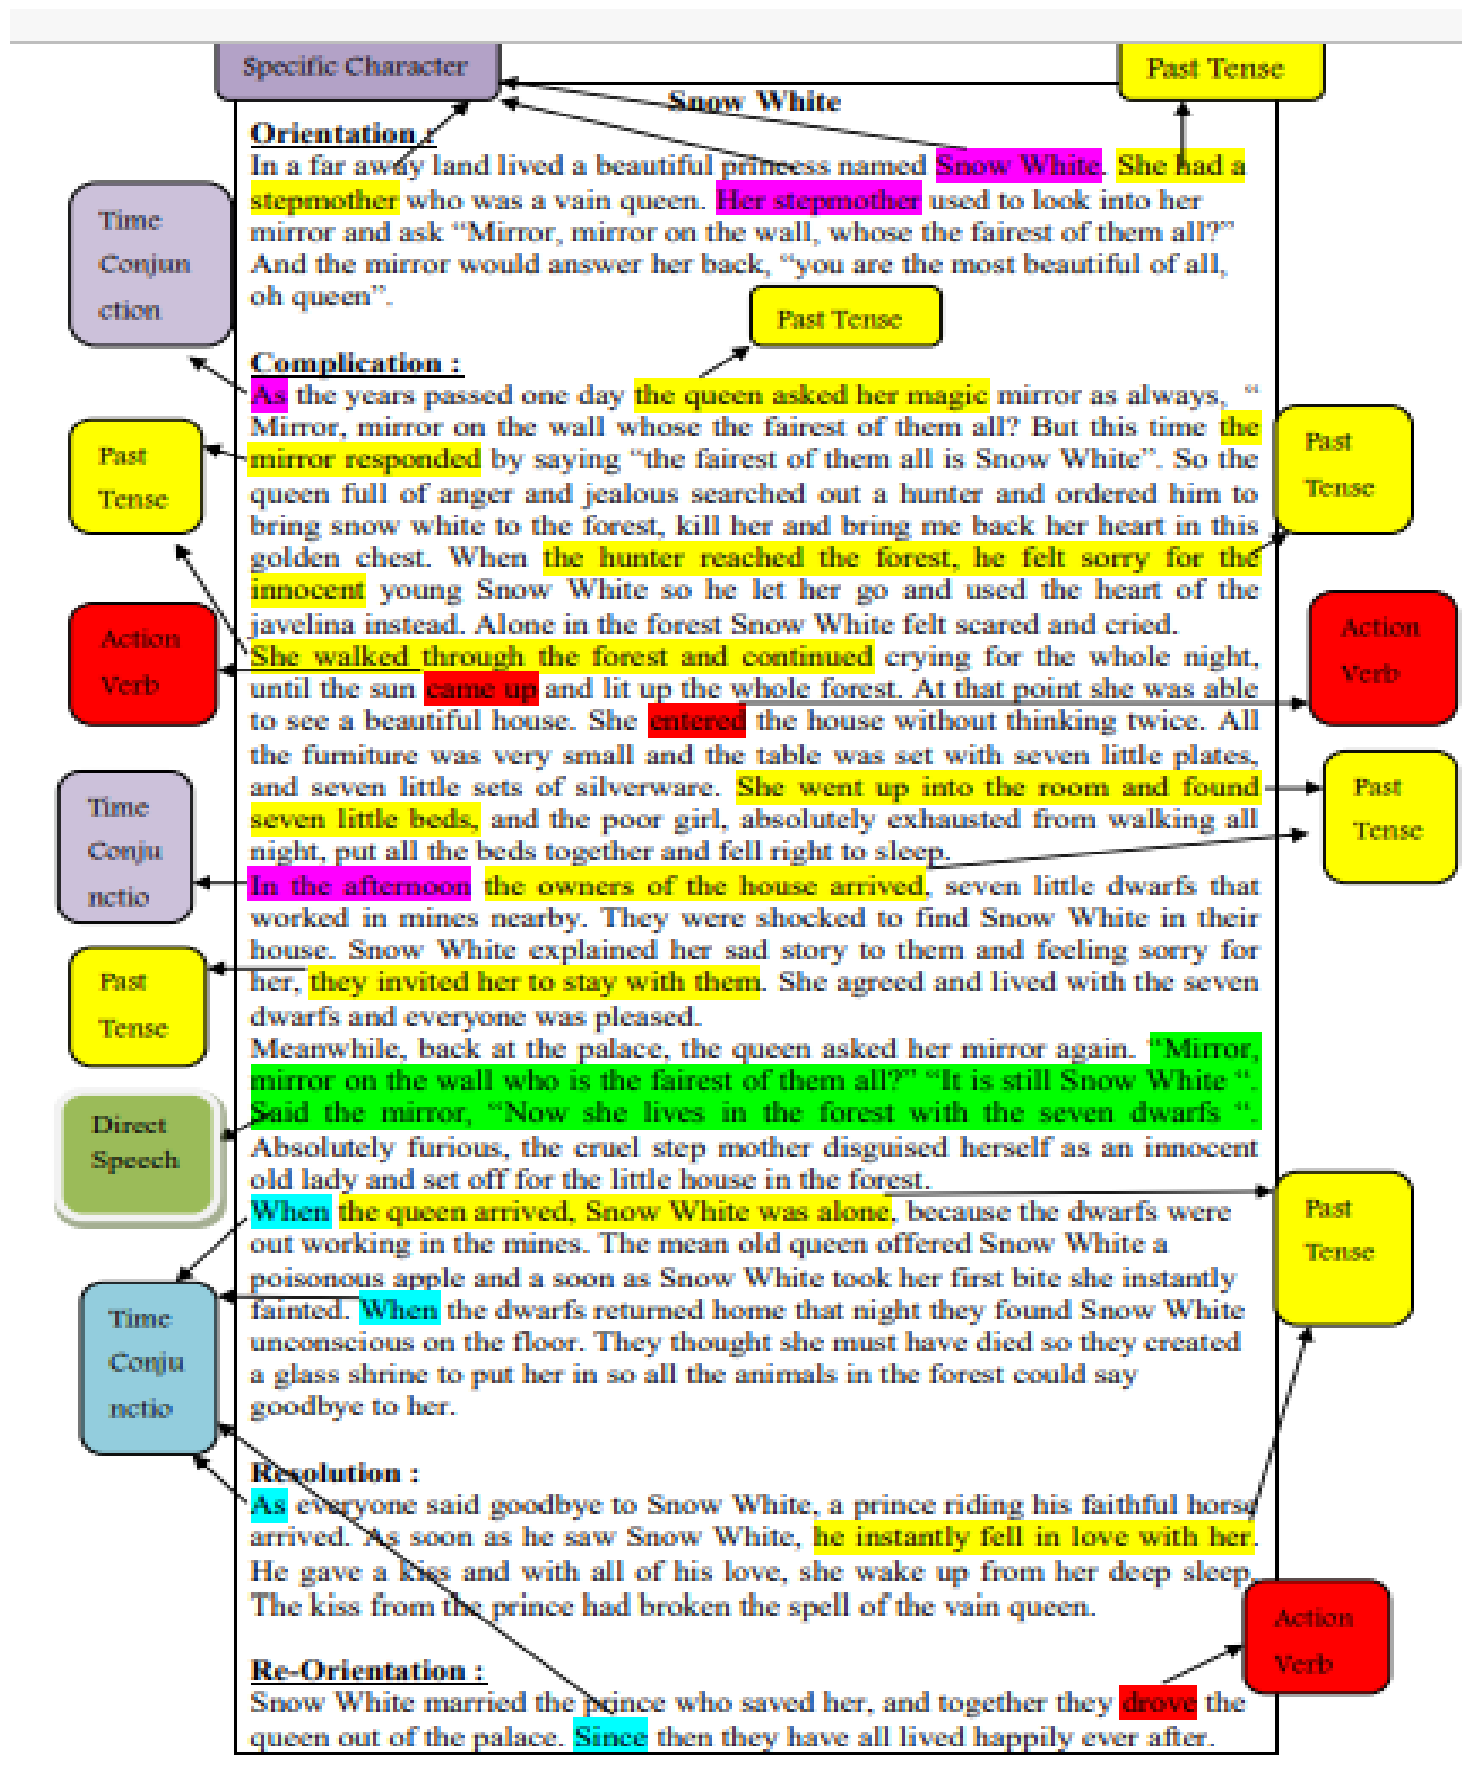 Specific Character
Past Tense
Snow White
Orientation :
In a far away land lived a beautiful princess named Snow White. She had a
stepmother who was a vain queen. Her stepmother used to look into her
mirror and ask “Mirror, mirror on the wall, whose the fairest of them all?”
And the mirror would answer her back, “you are the most beautiful of all,
oh queen”.
Time
Conjun
ction
Past Tense
Complication :
As the years passed one day the queen asked her magic mirror as always, “
Mirror, mirror on the wall whose the fairest of them all? But this time the
mirror responded by saying “the fairest of them all is Snow White”. So the
queen full of anger and jealous searched out a hunter and ordered him to
bring snow white to the forest, kill her and bring me back her heart in this
golden chest. When the hunter reached the forest, he felt sorry for the
innocent young Snow White so he let her go and used the heart of the
javelina instead. Alone in the forest Snow White felt scared and cried.
Past
Tense
Past
Tense
She walked through the forest and continued crying for the whole night,
until the sun came up and lit up the whole forest. At that point she was able
to see a beautiful house. She entered the house without thinking twice. All
the furniture was very small and the table was set with seven little plates,
and seven little sets of silverware. She went up into the room and found
seven little beds, and the poor girl, absolutely exhausted from walking all
night, put all the beds together and fell right to sleep.
Action
Verb
Action
Verb
Past
Tense
Time
Conju
nctio
In the afternoon the owners of the house arrived, seven little dwarfs that
worked in mines nearby. They were shocked to find Snow White in their
house. Snow White explained her sad story to them and feeling sorry for
her, they invited her to stay with them. She agreed and lived with the seven
dwarfs and everyone was pleased.
Past
Tense
Meanwhile, back at the palace, the queen asked her mirror again. “Mirror,
mirror on the wall who is the fairest of them all?” “It is still Snow White “.
Said the mirror, “Now she lives in the forest with the seven dwarfs “.
Absolutely furious, the cruel step mother disguised herself as an innocent
old lady and set off for the little house in the forest.
Direct
Speech
When the queen arrived, Snow White was alone, because the dwarfs were
out working in the mines. The mean old queen offered Snow White a
poisonous apple and a soon as Snow White took her first bite she instantly
fainted. When the dwarfs returned home that night they found Snow White
unconscious on the floor. They thought she must have died so they created
a glass shrine to put her in so all the animals in the forest could say
goodbye to her.
Past
Tense
Time
Conju
nctio
Resolution :
As everyone said goodbye to Snow White, a prince riding his faithful horse
arrived. As soon as he saw Snow White, he instantly fell in love with her.
He gave a kiss and with all of his love, she wake up from her deep sleep.
The kiss from the prince had broken the spell of the vain queen.
Action
Verb
Re-Orientation :
Snow White married the prince who saved her, and together they drove the
queen out of the palace. Since then they have all lived happily ever after.